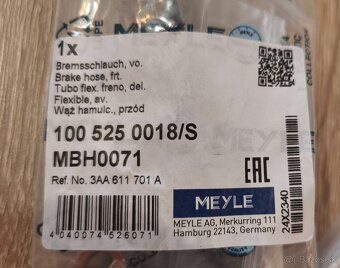 MEYLE
1x
Bremsschlauch, vo.
Brake hose, frt.
Tubo flex. freno, del.
Flexible, av.
Wąż hamulc., przód
100 525 0018/S
MBH0071
Ref. No. 3AA 611 701 A
EAC
MEYLE
MEYLE AG, Merkurring 111
Hamburg 22143, Germany
4 040074 526071
24X2340